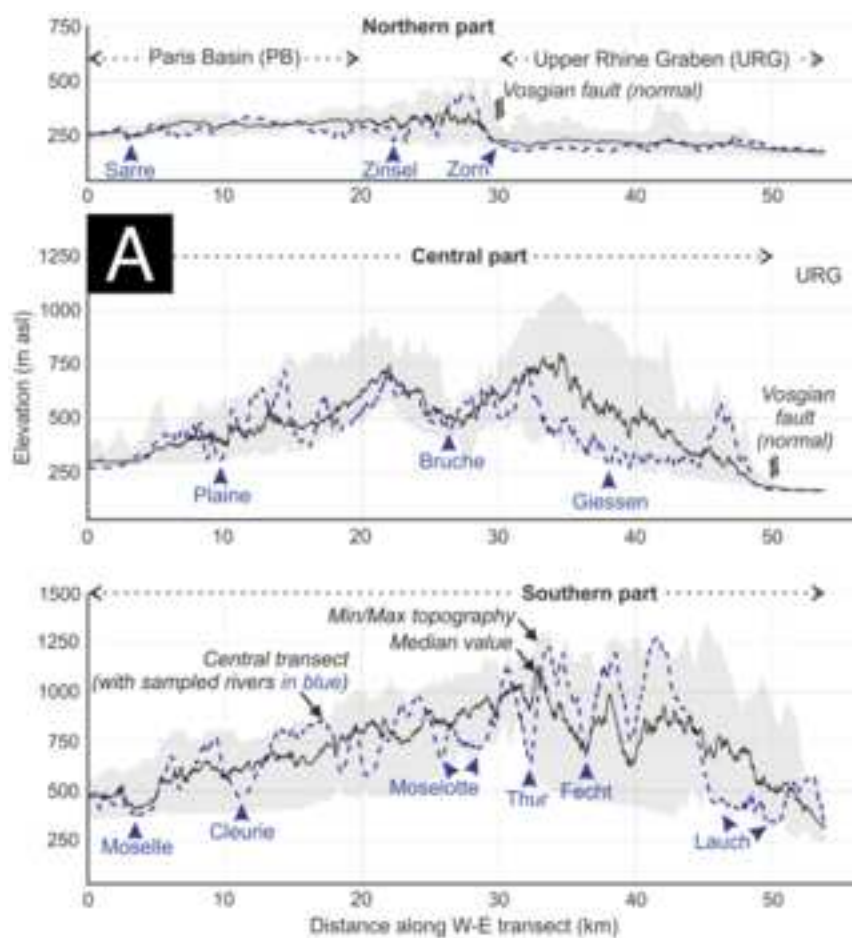 Northern part
Paris Basin (PB)
Upper Rhine Graben (URG)
Vosgian fault (normal)
750
500
250
Sarre
Zinsel
Zorn
0 10 20 30 40 50
A
Central part
URG
1250
1000
750
500
250
Elevation (m asl)
Vosgian
fault
(normal)
Plaine
Bruche
Giessen
0 10 20 30 40 50
Southern part
1500
1250
1000
750
500
250
Min/Max topography
Median value
Central transect
(with sampled rivers in blue)
Moselle
Cleurie
Moselotte
Thur
Fecht
Lauch
0 10 20 30 40 50
Distance along W-E transect (km)